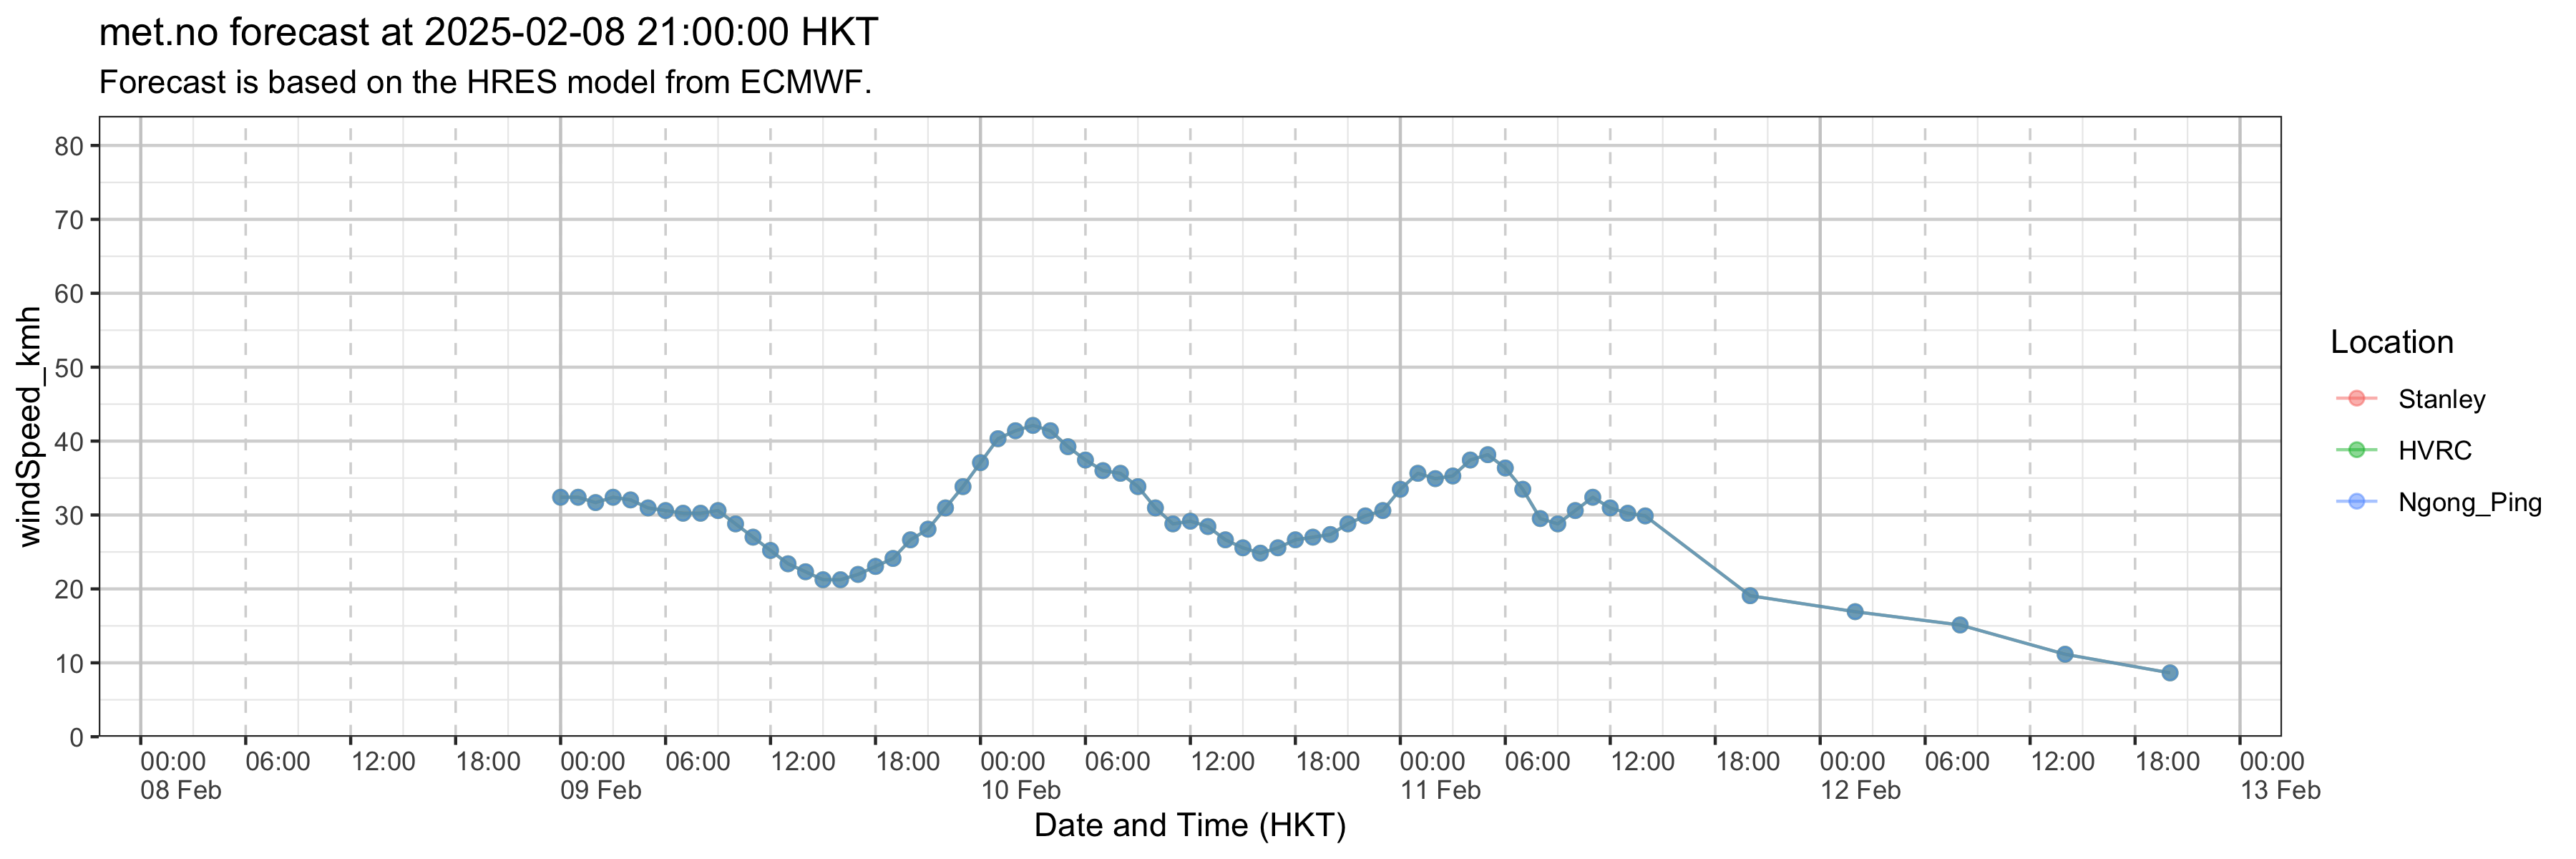 met.no forecast at 2025-02-08 21:00:00 HKT
Forecast is based on the HRES model from ECMWF.
windSpeed_kmh
80
70
60
50
40
30
20
10
0
00:00 06:00 12:00 18:00 00:00 06:00 12:00 18:00 00:00 06:00 12:00 18:00 00:00 06:00 12:00 18:00 00:00 06:00 12:00 18:00 00:00
08 Feb 09 Feb 10 Feb 11 Feb 12 Feb 13 Feb
Date and Time (HKT)
Location
Stanley
HVRC
Ngong_Ping